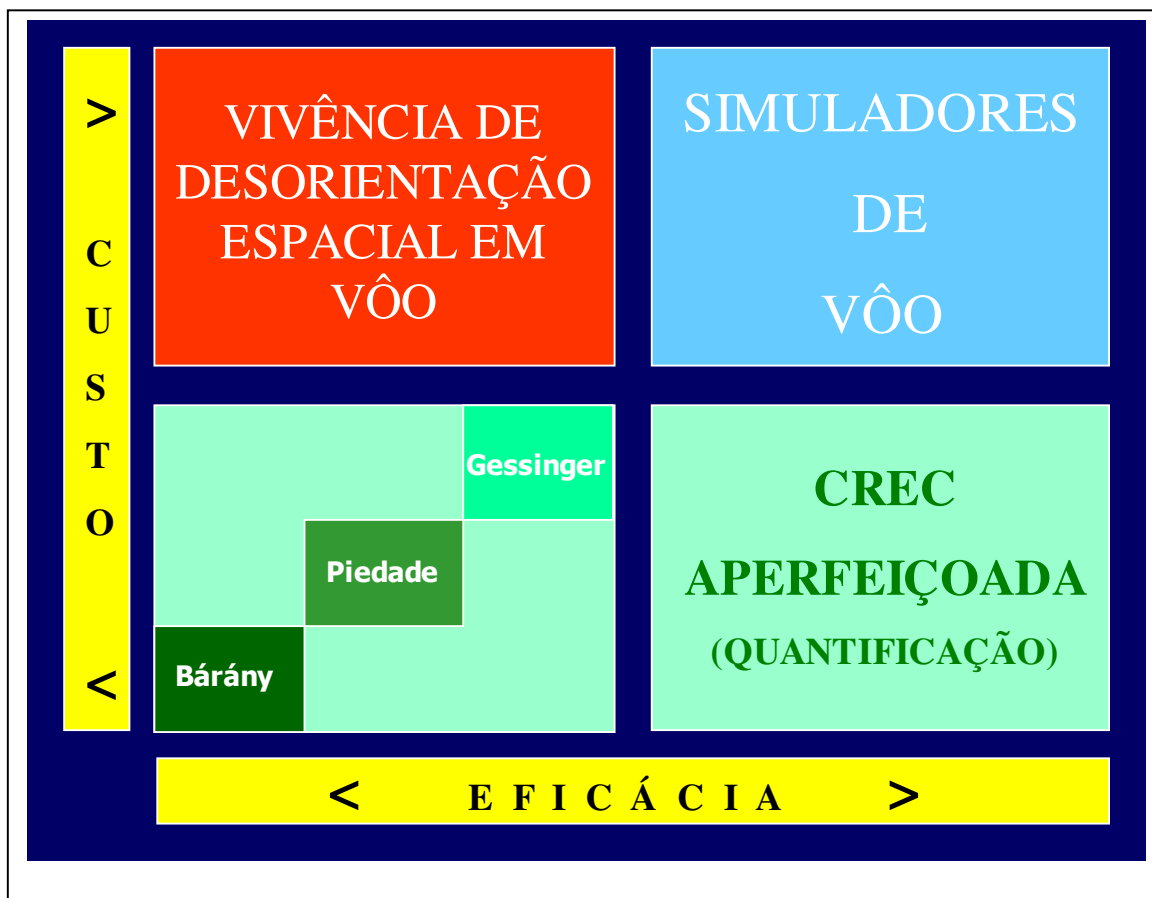 >
C
U
S
T
O
<
VIVÊNCIA DE
DESORIENTAÇÃO
ESPACIAL EM
VÔO
SIMULADORES
DE
VÔO
Gessinger
Piedade
Bárány
CREC
APERFEIÇOADA
(QUANTIFICAÇÃO)
< E F I C Á C I A >